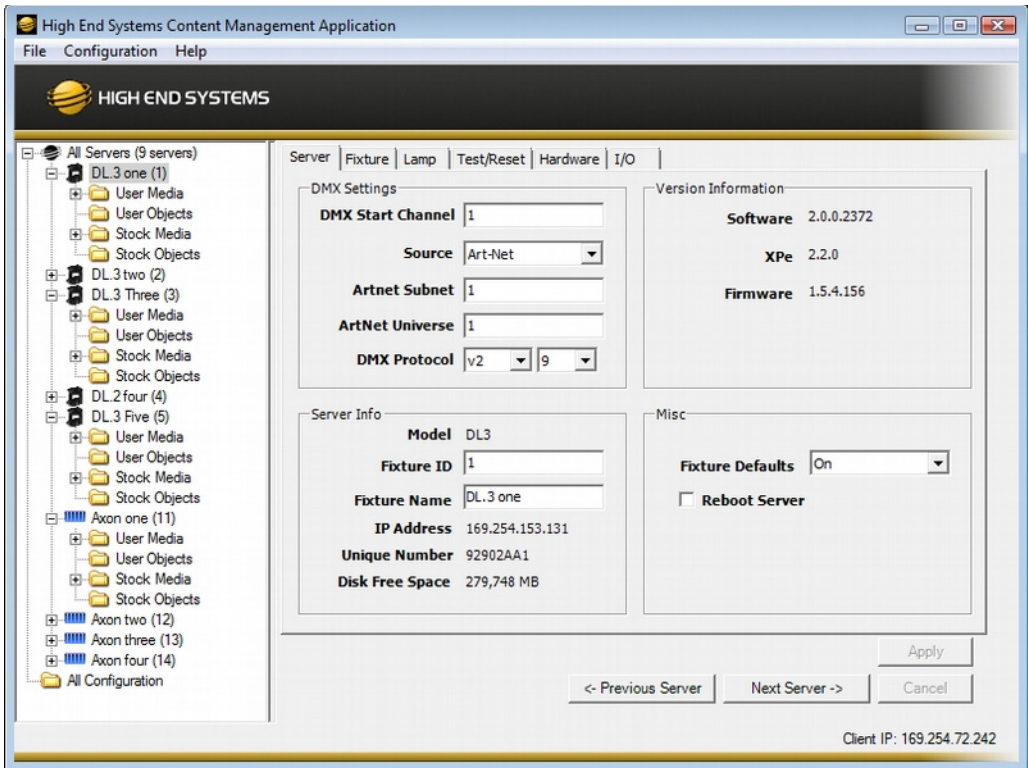 High End Systems Content Management Application
File Configuration Help
HIGH END SYSTEMS
All Servers (9 servers)
DL.3 one (1)
User Media
User Objects
Stock Media
Stock Objects
DL.3 two (2)
DL.3 Three (3)
User Media
User Objects
Stock Media
Stock Objects
DL.2 four (4)
DL.3 Five (5)
User Media
User Objects
Stock Media
Stock Objects
Axon one (11)
User Media
User Objects
Stock Media
Stock Objects
Axon two (12)
Axon three (13)
Axon four (14)
All Configuration
Server Fixture Lamp Test/Reset Hardware I/O
DMX Settings
DMX Start Channel 1
Source Art-Net
Artnet Subnet 1
ArtNet Universe 1
DMX Protocol v2 9
Version Information
Software 2.0.0.2372
XPe 2.2.0
Firmware 1.5.4.156
Server Info
Model DL3
Fixture ID 1
Fixture Name DL.3 one
IP Address 169.254.153.131
Unique Number 92902AA1
Disk Free Space 279,748 MB
Misc
Fixture Defaults On
Reboot Server
Apply
<- Previous Server Next Server -> Cancel
Client IP: 169.254.72.242